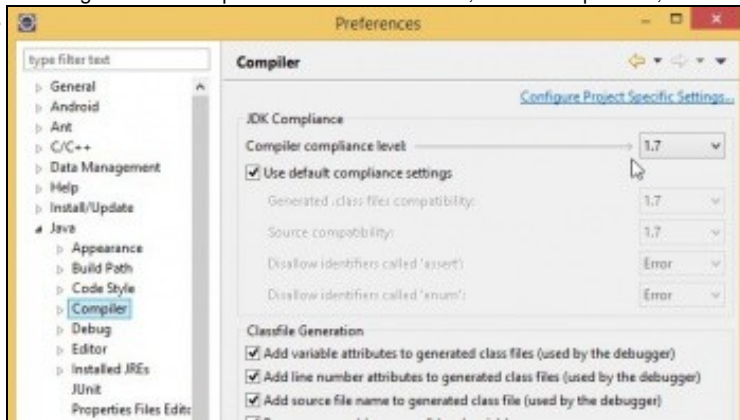 Preferences
type filter text
General
Android
Ant
C/C++
Data Management
Help
Install/Update
Java
Appearance
Build Path
Code Style
Compiler
Debug
Editor
Installed JREs
JUnit
Properties Files Edito
Compiler
Configure Project Specific Settings...
JDK Compliance
Compiler compliance level: 1.7
Use default compliance settings
Generated .class files compatibility: 1.7
Source compatibility: 1.7
Disallow identifiers called 'assert': Error
Disallow identifiers called 'enum': Error
Classfile Generation
Add variable attributes to generated class files (used by the debugger)
Add line number attributes to generated class files (used by the debugger)
Add source file name to generated class file (used by the debugger)